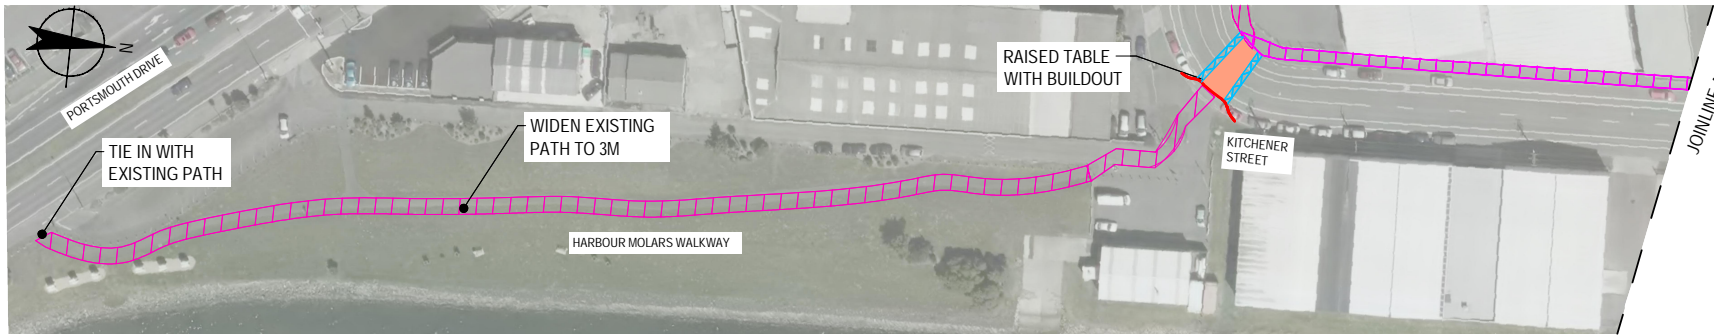 N
PORTSMOUTH DRIVE
TIE IN WITH
EXISTING PATH
WIDEN EXISTING
PATH TO 3M
HARBOUR MOLARS WALKWAY
RAISED TABLE
WITH BUILDOUT
KITCHENER
STREET
JOINLINE